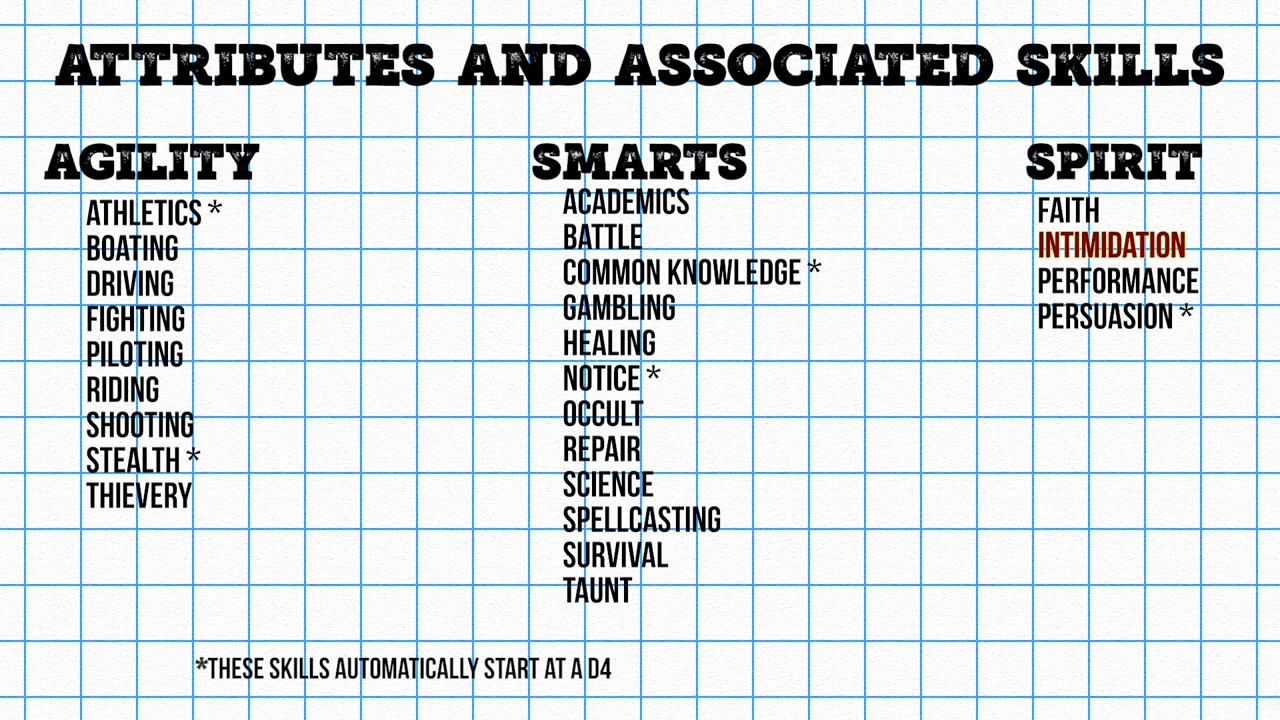 ATTRIBUTES AND ASSOCIATED SKILLS
AGILITY
ATHLETICS *
BOATING
DRIVING
FIGHTING
PILOTING
RIDING
SHOOTING
STEALTH *
THIEVERY
SMARTS
ACADEMICS
BATTLE
COMMON KNOWLEDGE *
GAMBLING
HEALING
NOTICE *
OCCULT
REPAIR
SCIENCE
SPELLCASTING
SURVIVAL
TAUNT
SPIRIT
FAITH
INTIMIDATION
PERFORMANCE
PERSUASION *
*THESE SKILLS AUTOMATICALLY START AT A D4